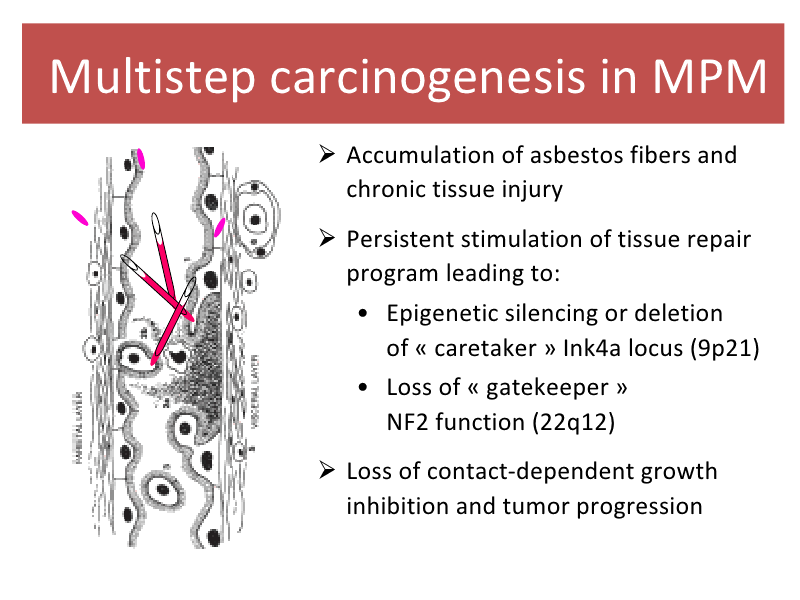 Multistep carcinogenesis in MPM
PARIETAL LAYER
VISCERAL LAYER
➢ Accumulation of asbestos fibers and
chronic tissue injury
➢ Persistent stimulation of tissue repair
program leading to:
• Epigenetic silencing or deletion
of « caretaker » Ink4a locus (9p21)
• Loss of « gatekeeper »
NF2 function (22q12)
➢ Loss of contact-dependent growth
inhibition and tumor progression